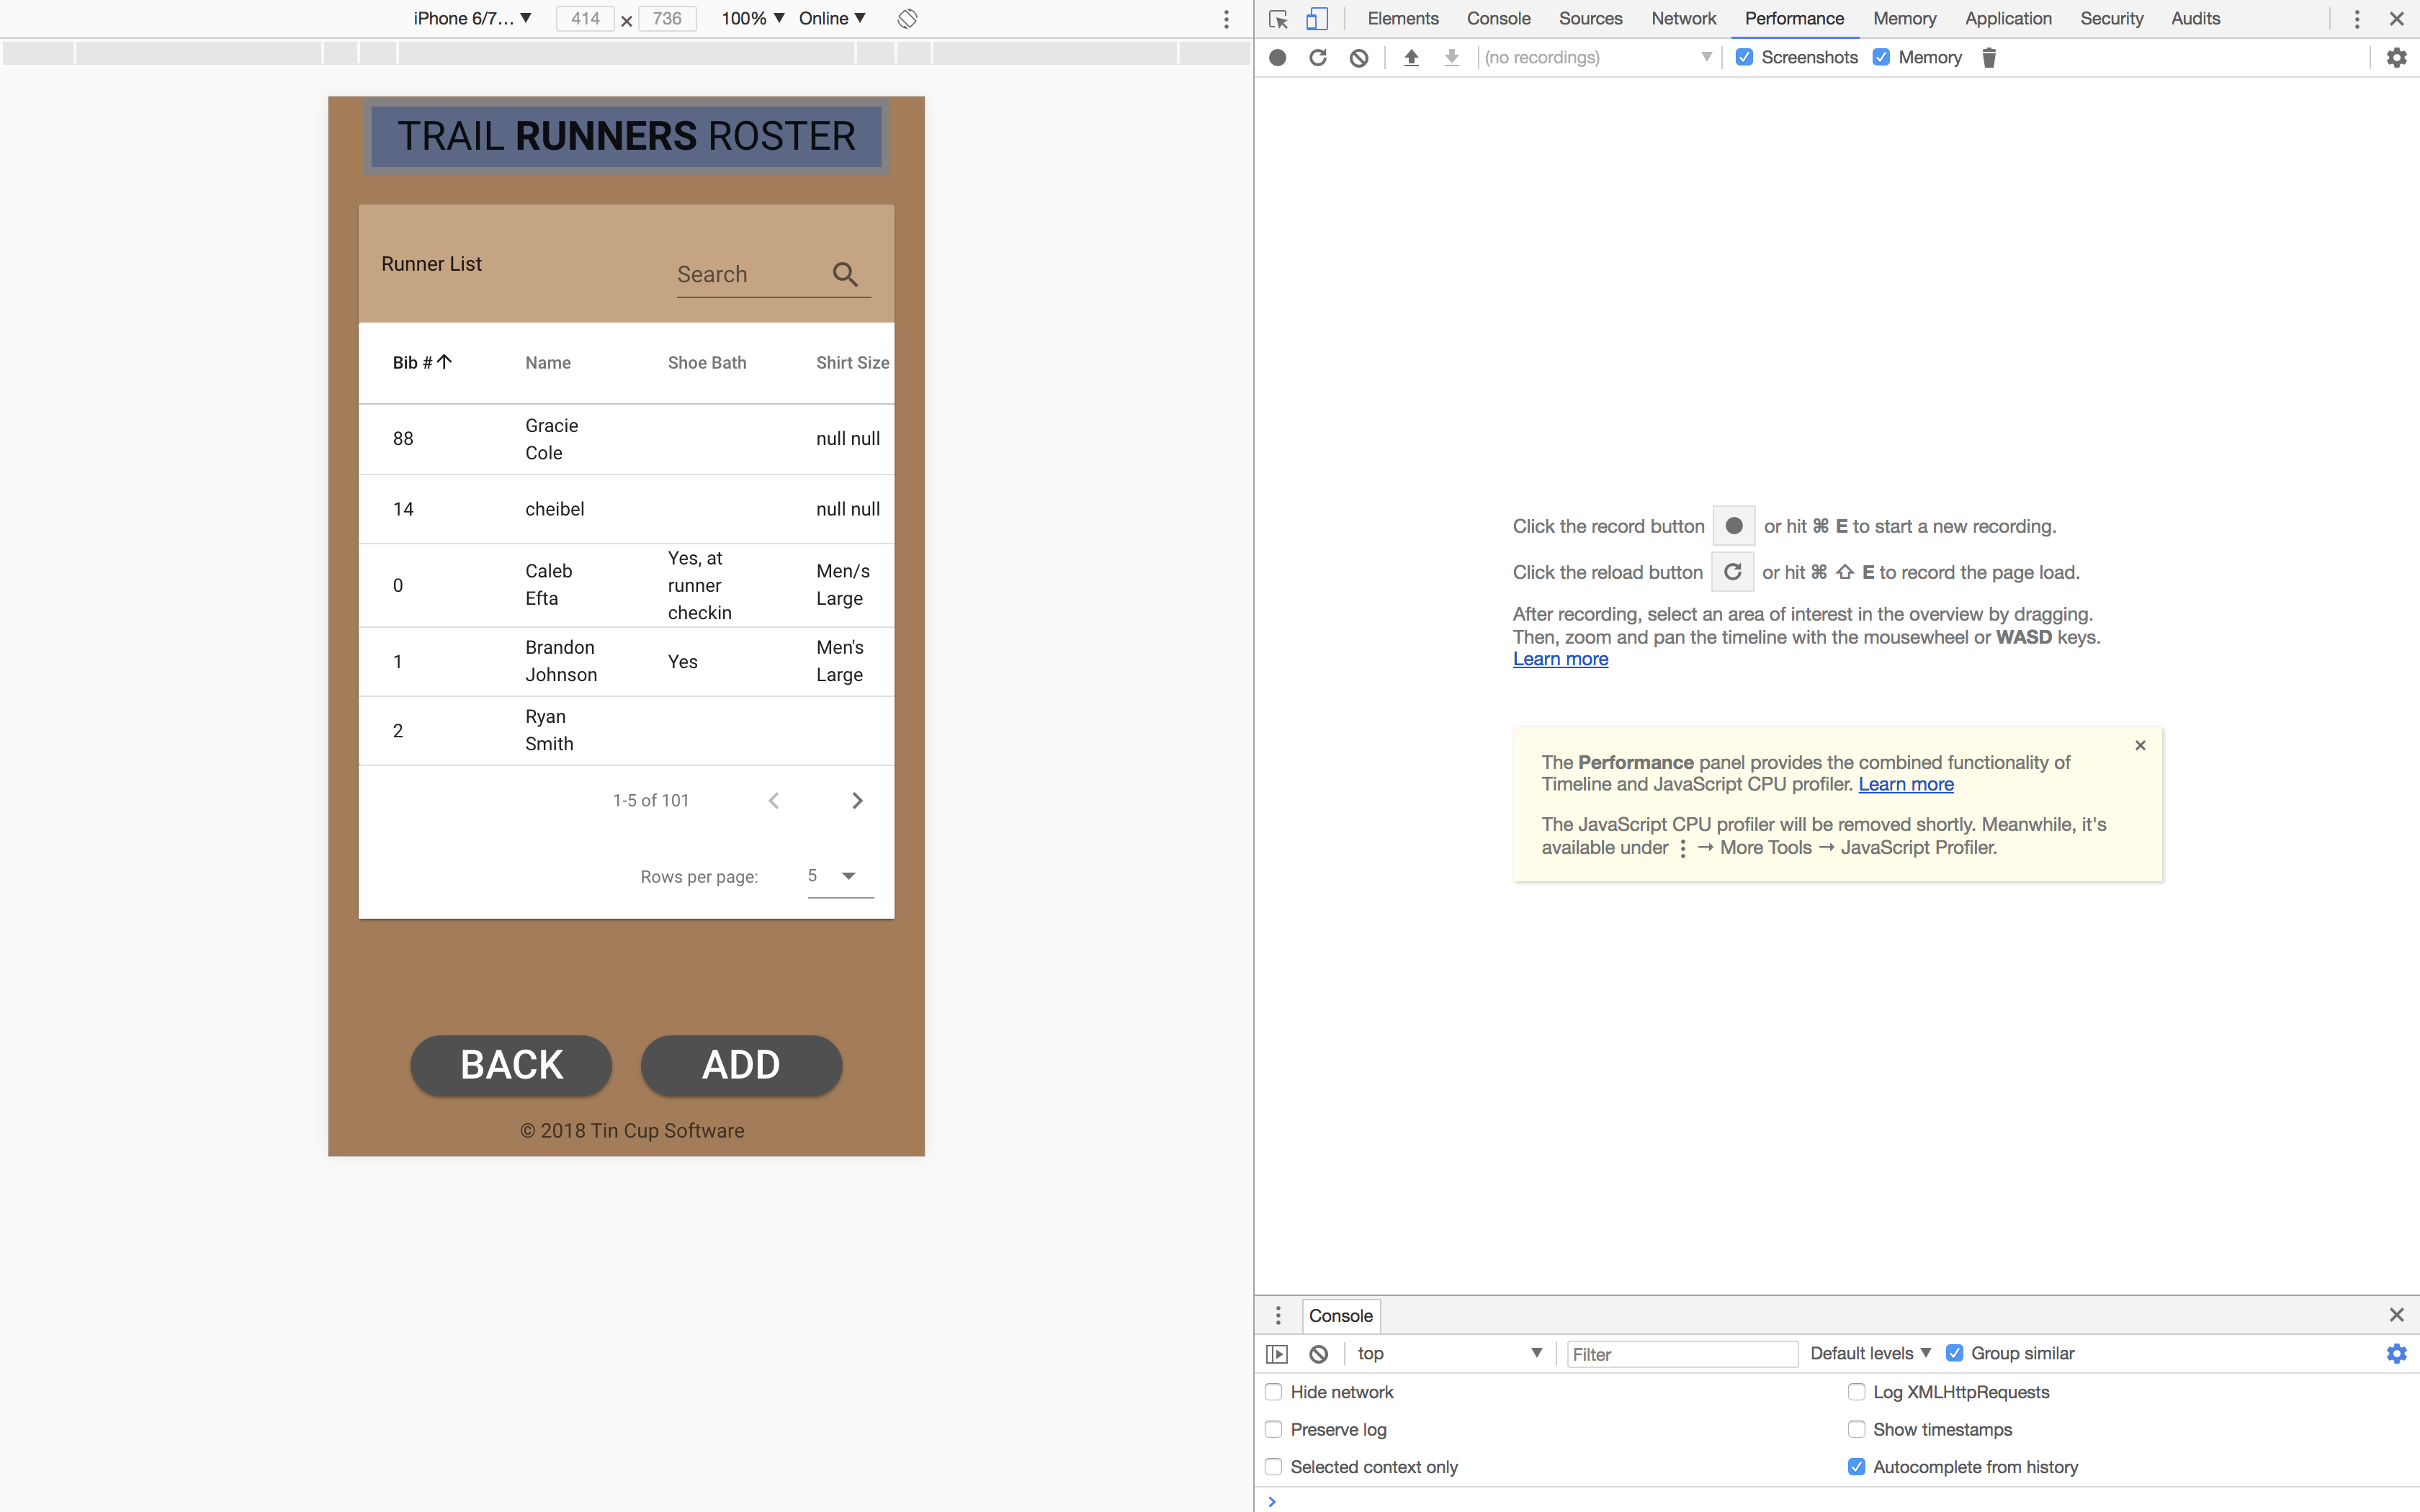 iPhone 6/7... ▼ 414 × 736 100% ▼ Online ▼
TRAIL RUNNERS ROSTER
Runner List
Search
Bib # Name Shoe Bath Shirt Size
88 Gracie Cole null null
14 cheibel null null
0 Caleb Efta Yes, at runner checkin Men/s Large
1 Brandon Johnson Yes Men's Large
2 Ryan Smith
1-5 of 101
Rows per page: 5
BACK ADD
© 2018 Tin Cup Software
Elements Console Sources Network Performance Memory Application Security Audits
(no recordings) Screenshots Memory
Click the record button or hit ⌘ E to start a new recording.
Click the reload button or hit ⌘ ⇧ E to record the page load.
After recording, select an area of interest in the overview by dragging.
Then, zoom and pan the timeline with the mousewheel or WASD keys.
Learn more
The Performance panel provides the combined functionality of
Timeline and JavaScript CPU profiler. Learn more
The JavaScript CPU profiler will be removed shortly. Meanwhile, it's
available under ⋮ → More Tools → JavaScript Profiler.
Console
top Filter Default levels ▼ Group similar
Hide network Log XMLHttpRequests
Preserve log Show timestamps
Selected context only Autocomplete from history